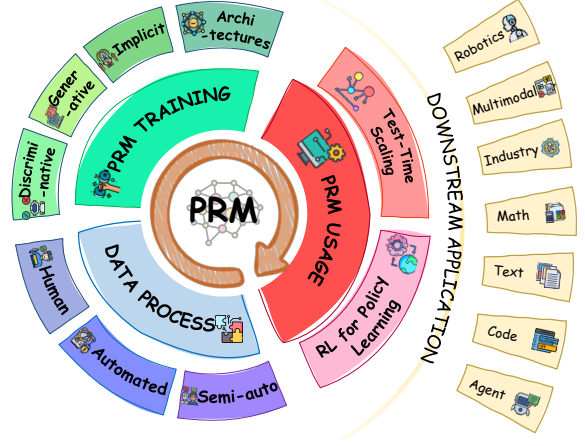 Archi
-tectures
Implicit
Gener
-ative
Discrimi
-native
PRM TRAINING
PRM
PRM USAGE
Test-Time
Scaling
RL for Policy
Learning
DATA PROCESS
Human
Automated
Semi-auto
DOWNSTREAM APPLICATION
Robotics
Multimodal
Industry
Math
Text
Code
Agent